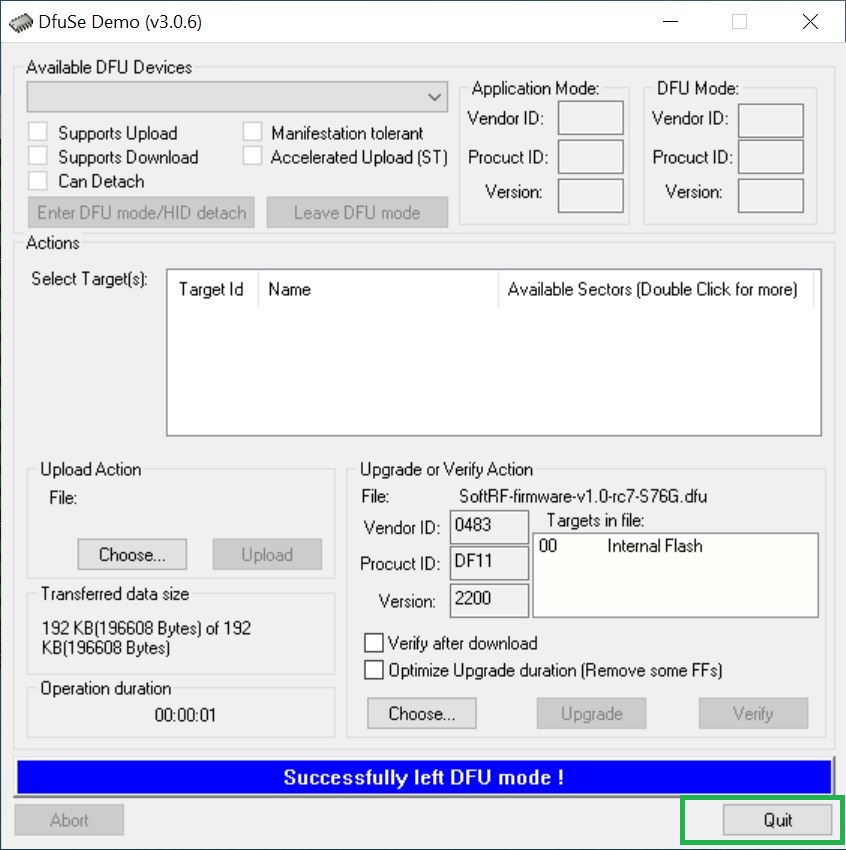 DfuSe Demo (v3.0.6)
Available DFU Devices
Supports Upload
Manifestation tolerant
Supports Download
Accelerated Upload (ST)
Can Detach
Enter DFU mode/HID detach
Leave DFU mode
Application Mode:
Vendor ID:
Procuct ID:
Version:
DFU Mode:
Vendor ID:
Procuct ID:
Version:
Actions
Select Target(s):
Target Id
Name
Available Sectors (Double Click for more)
Upload Action
File:
Choose...
Upload
Transferred data size
192 KB(196608 Bytes) of 192
KB(196608 Bytes)
Operation duration
00:00:01
Upgrade or Verify Action
File:
SoftRF-firmware-v1.0-rc7-S76G.dfu
Vendor ID:
0483
Procuct ID:
DF11
Version:
2200
Targets in file:
00
Internal Flash
Verify after download
Optimize Upgrade duration (Remove some FFs)
Choose...
Upgrade
Verify
Successfully left DFU mode !
Abort
Quit